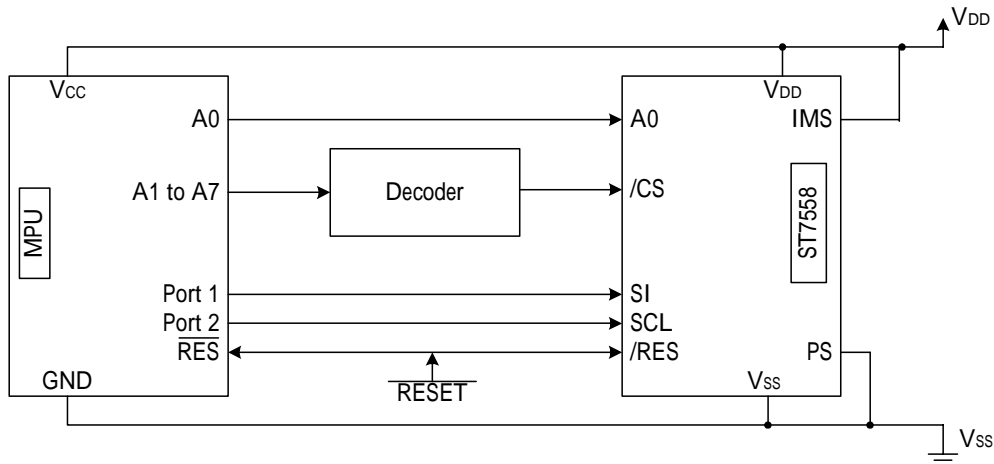 VDD
VCC
VDD
A0
A0
IMS
A1 to A7
Decoder
/CS
MPU
ST7558
Port 1
SI
Port 2
SCL
RES
/RES
PS
GND
RESET
VSS
VSS